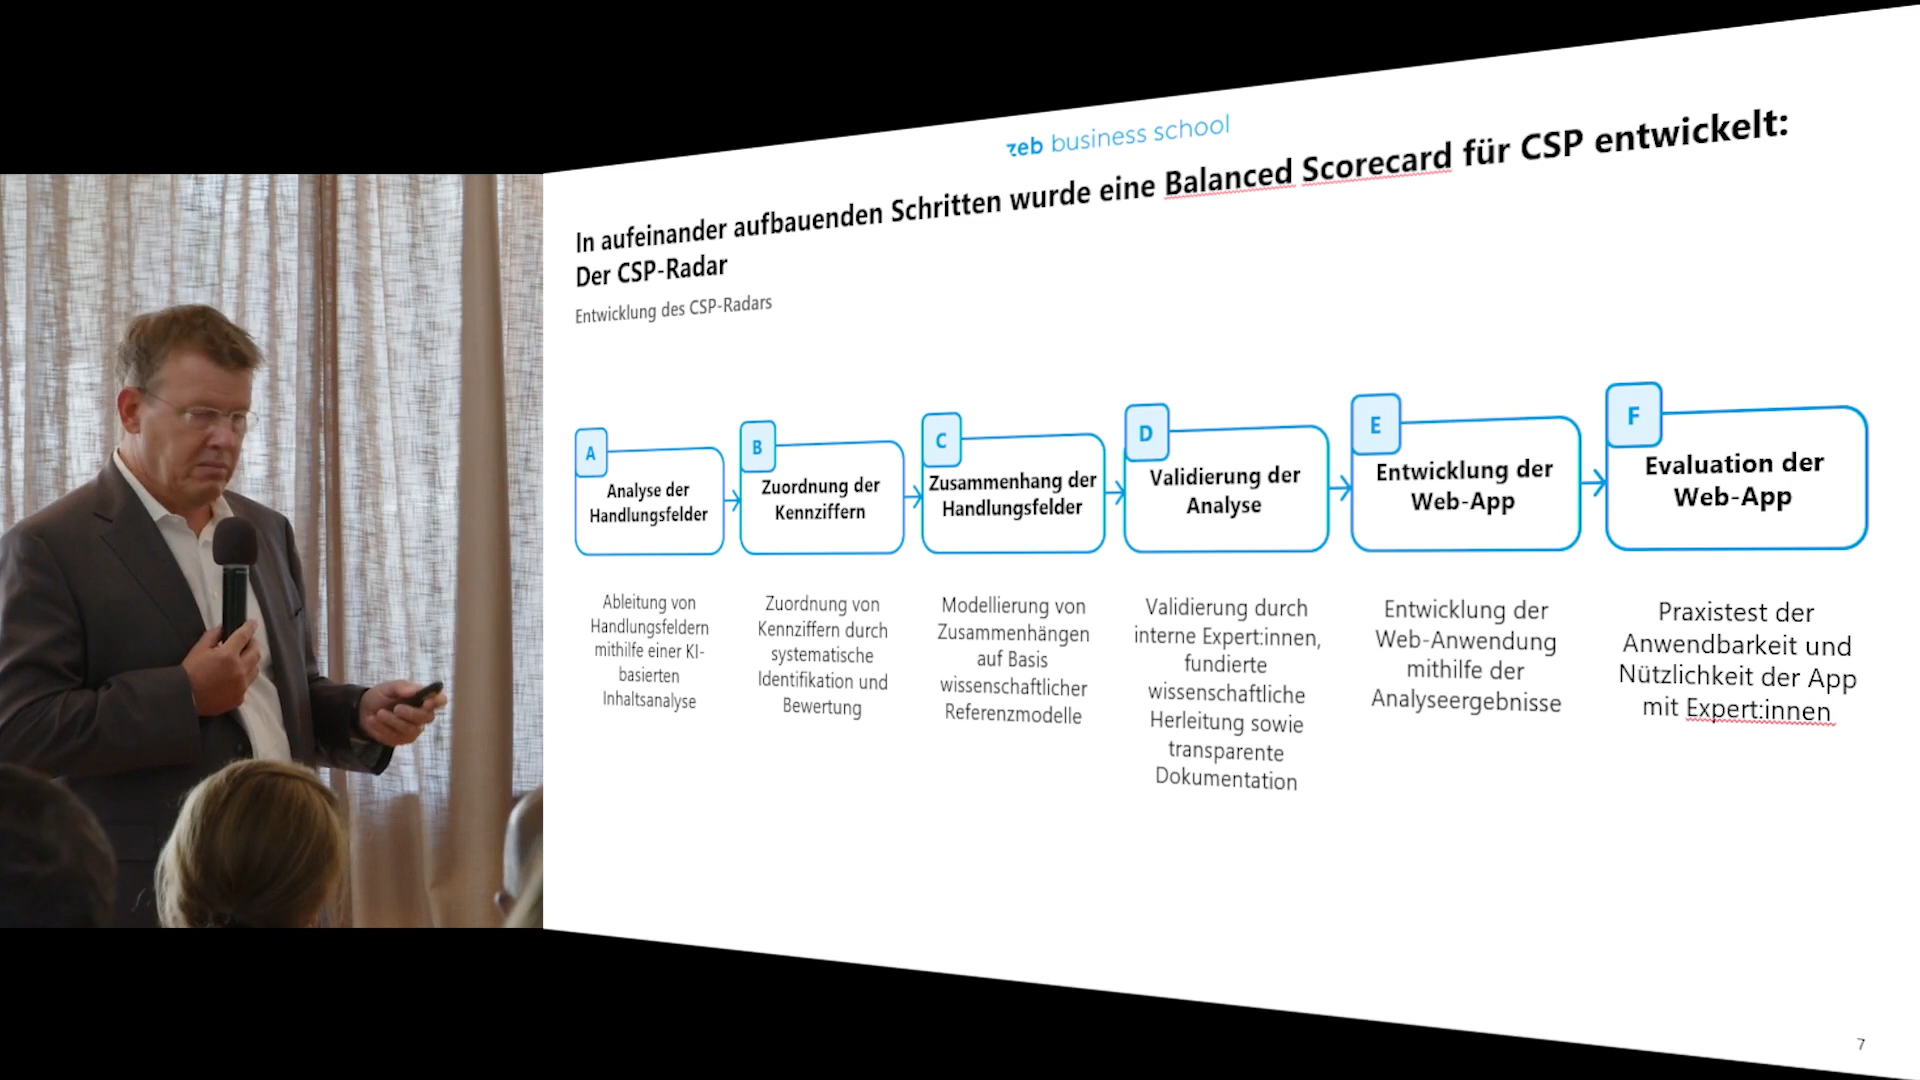 zeb business school
In aufeinander aufbauenden Schritten wurde eine Balanced Scorecard für CSP entwickelt:
Der CSP-Radar
Entwicklung des CSP-Radars
A
Analyse der
Handlungsfelder
Ableitung von
Handlungsfeldern
mithilfe einer KI-
basierten
Inhaltsanalyse
B
Zuordnung der
Kennziffern
Zuordnung von
Kennziffern durch
systematische
Identifikation und
Bewertung
C
Zusammenhang der
Handlungsfelder
Modellierung von
Zusammenhängen
auf Basis
wissenschaftlicher
Referenzmodelle
D
Validierung der
Analyse
Validierung durch
interne Expert:innen,
fundierte
wissenschaftliche
Herleitung sowie
transparente
Dokumentation
E
Entwicklung der
Web-App
Entwicklung der
Web-Anwendung
mithilfe der
Analyseergebnisse
F
Evaluation der
Web-App
Praxistest der
Anwendbarkeit und
Nützlichkeit der App
mit Expert:innen
7